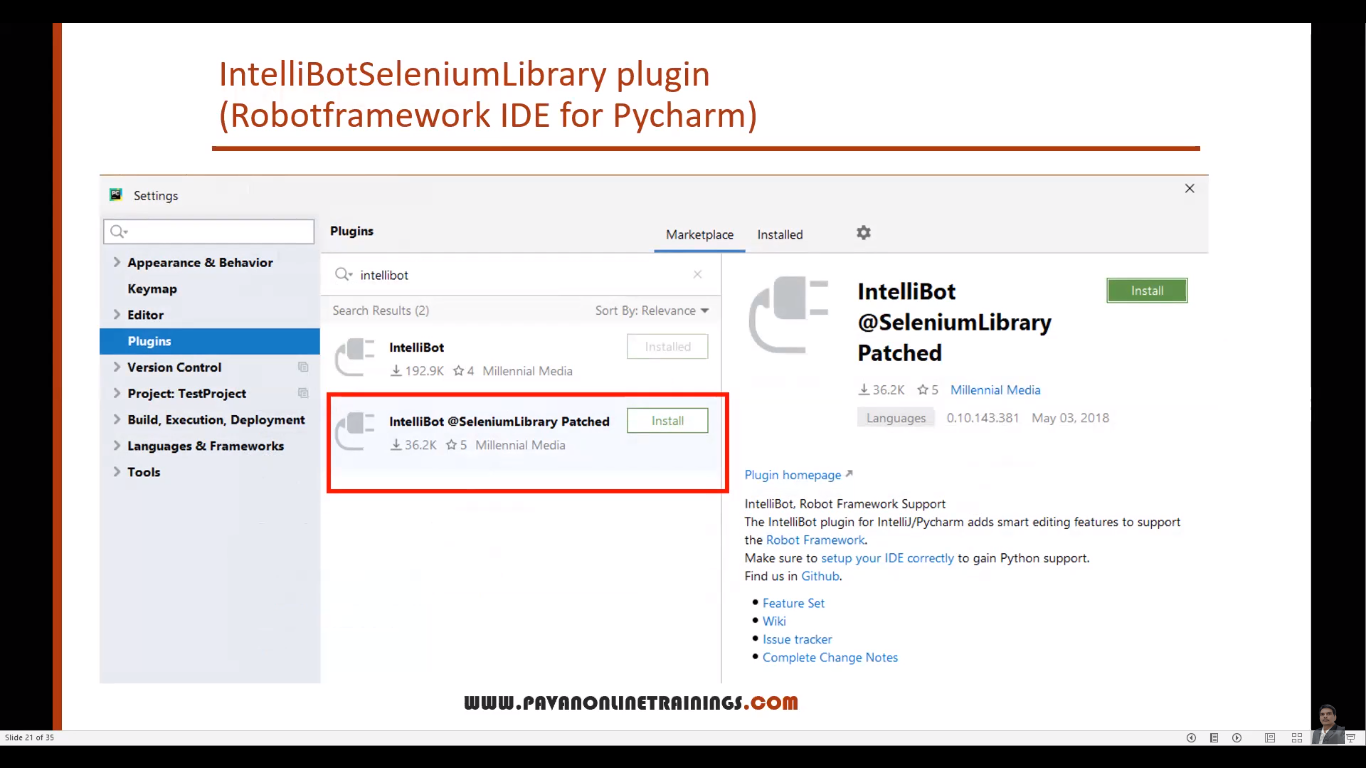 IntelliBotSeleniumLibrary plugin
(Robotframework IDE for Pycharm)
Settings
Plugins
Marketplace
Installed
Appearance & Behavior
Keymap
Editor
Plugins
Version Control
Project: TestProject
Build, Execution, Deployment
Languages & Frameworks
Tools
intellibot
Search Results (2)
Sort By: Relevance
IntelliBot
Installed
192.9K 4 Millennial Media
IntelliBot @SeleniumLibrary Patched
Install
36.2K 5 Millennial Media
IntelliBot
@SeleniumLibrary
Patched
Install
36.2K 5 Millennial Media
Languages 0.10.143.381 May 03, 2018
Plugin homepage
IntelliBot, Robot Framework Support
The IntelliBot plugin for IntelliJ/Pycharm adds smart editing features to support
the Robot Framework.
Make sure to setup your IDE correctly to gain Python support.
Find us in Github.
Feature Set
Wiki
Issue tracker
Complete Change Notes
WWW.PAVANONLINETRAININGS.COM
Slide 21 of 35